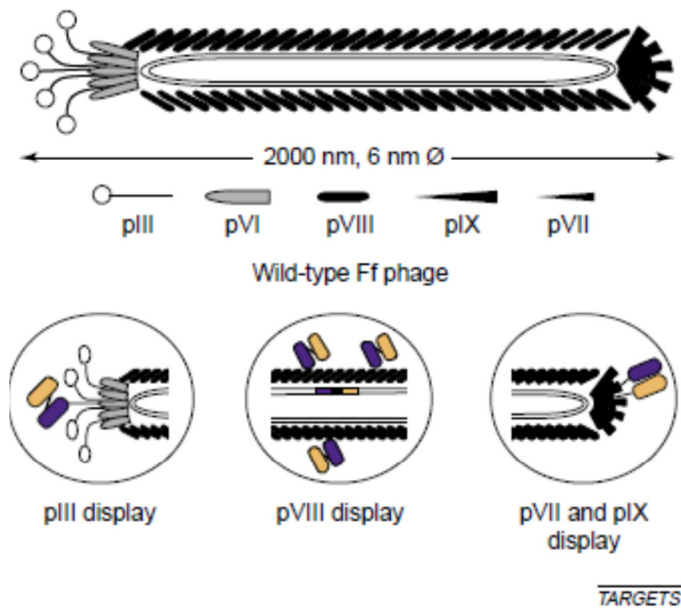 2000 nm, 6 nm Ø
pIII pVI pVIII pIX pVII
Wild-type Ff phage
pIII display pVIII display pVII and pIX
display
TARGETS